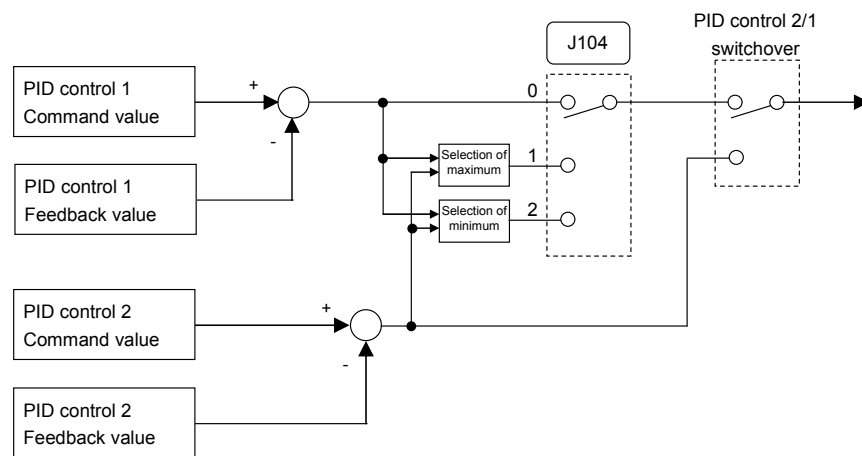 J104
PID control 2/1
switchover
PID control 1
Command value
+
-
0
PID control 1
Feedback value
Selection of
maximum
1
Selection of
minimum
2
PID control 2
Command value
+
-
PID control 2
Feedback value